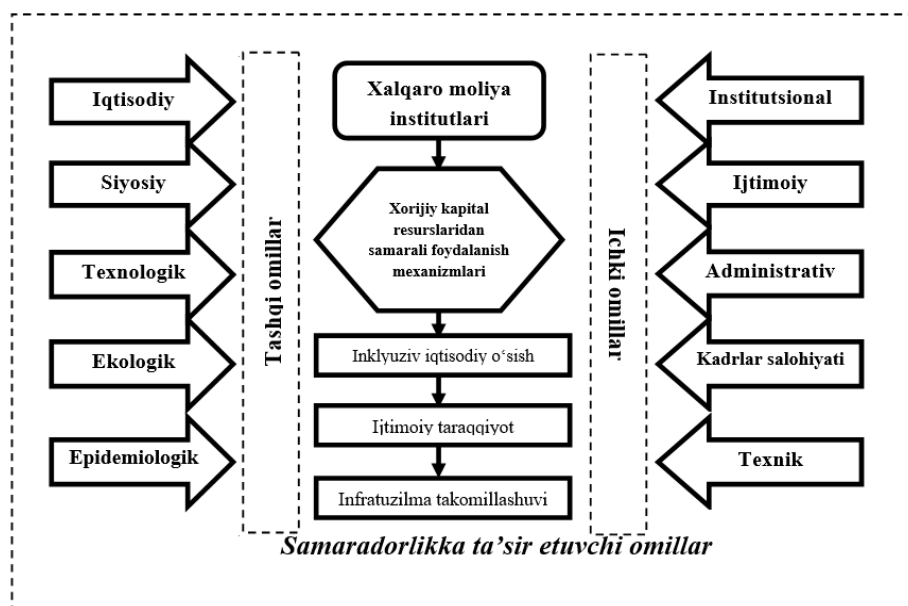 Iqtisodiy
Siyosiy
Texnologik
Ekologik
Epidemiologik
Tashqi omillar
Xalqaro moliya
institutlari
Xorijiy kapital
resurslaridan
samarali foydalanish
mexanizmlari
Inklyuziv iqtisodiy o‘sish
Ijtimoiy taraqqiyot
Infratuzilma takomillashuvi
Ichki omillar
Institutsional
Ijtimoiy
Administrativ
Kadrlar salohiyati
Texnik
Samaradorlikka ta’sir etuvchi omillar